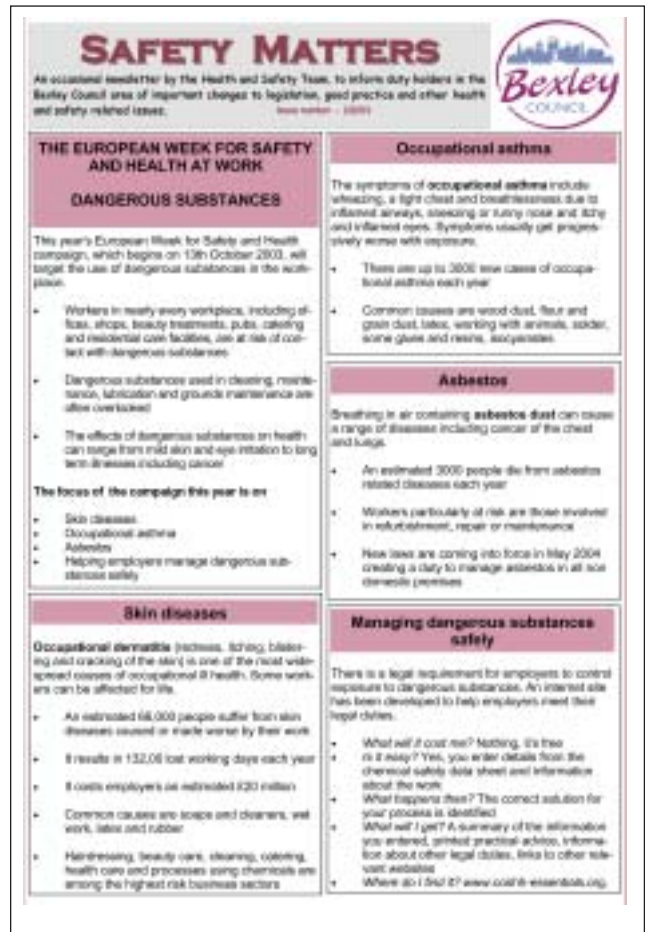 SAFETY MATTERS
An occasional newsletter by the Health and Safety Team, to inform duty holders in the
Bexley Council area of important changes to legislation, good practice and other health
and safety related issues.
Bexley
COUNCIL
THE EUROPEAN WEEK FOR SAFETY
AND HEALTH AT WORK
DANGEROUS SUBSTANCES
This year's European Week for Safety and Health
campaign, which begins on 13th October 2003, will
target the use of dangerous substances in the work-
place.
• Workers in nearly every workplace, including of-
fices, shops, beauty treatments, pubs, catering
and residential care facilities, are at risk of con-
tact with dangerous substances
• Dangerous substances used in cleaning, mainte-
nance, lubrication and grounds maintenance are
often overlooked
• The effects of dangerous substances on health
can range from mild skin and eye irritation to long
term illnesses including cancer
The focus of the campaign this year is on
• Skin diseases
• Occupational asthma
• Asbestos
• Helping employers manage dangerous sub-
stances safely
Skin diseases
Occupational dermatitis (redness, itching, blister-
ing and cracking of the skin) is one of the most wide-
spread causes of occupational ill health. Some work-
ers can be affected for life.
• An estimated 66,000 people suffer from skin
diseases caused or made worse by their work
• It results in 132,00 lost working days each year
• It costs employers an estimated £20 million
• Common causes are soaps and cleaners, wet
work, latex and rubber
• Hairdressing, beauty care, cleaning, catering,
health care and processes using chemicals are
among the highest risk business sectors
Occupational asthma
The symptoms of occupational asthma include
wheezing, a tight chest and breathlessness due to
inflamed airways, sneezing or runny nose and itchy
and inflamed eyes. Symptoms usually get progres-
sively worse with exposure.
• There are up to 3000 new cases of occupa-
tional asthma each year
• Common causes are wood dust, flour and
grain dust, latex, working with animals, solder,
some glues and resins, isocyanates
Asbestos
Breathing in air containing asbestos dust can cause
a range of diseases including cancer of the chest
and lungs.
• An estimated 3000 people die from asbestos
related diseases each year
• Workers particularly at risk are those involved
in refurbishment, repair or maintenance
• New laws are coming into force in May 2004
creating a duty to manage asbestos in all non
domestic premises
Managing dangerous substances
safely
There is a legal requirement for employers to control
exposure to dangerous substances. An internet site
has been developed to help employers meet their
legal duties.
• What will it cost me? Nothing, it's free
• Is it easy? Yes, you enter details from the
chemical safety data sheet and information
about the work
• What happens then? The correct solution for
your process is identified
• What will I get? A summary of the information
you entered, printed practical advice, informa-
tion about other legal duties, links to other rele-
vant websites
• Where do I find it? www.coshh-essentials.org.